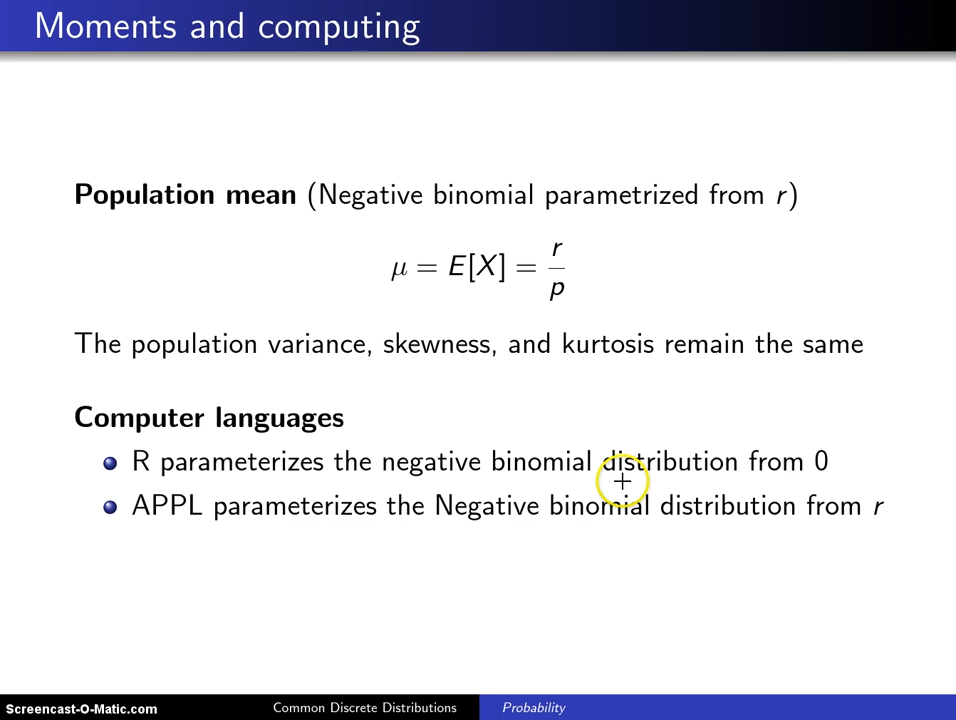 Moments and computing
Population mean (Negative binomial parametrized from r)
μ = E[X] = r/p
The population variance, skewness, and kurtosis remain the same
Computer languages
R parameterizes the negative binomial distribution from 0
APPL parameterizes the Negative binomial distribution from r
Screencast-O-Matic.com Common Discrete Distributions Probability